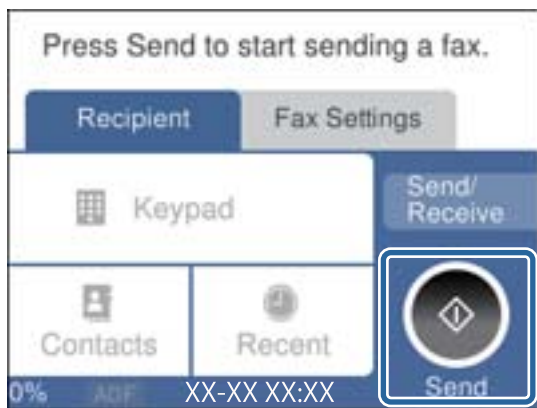 Press Send to start sending a fax.
Recipient
Fax Settings
Keypad
Send/
Receive
Contacts
Recent
0% ADF XX-XX XX:XX
Send